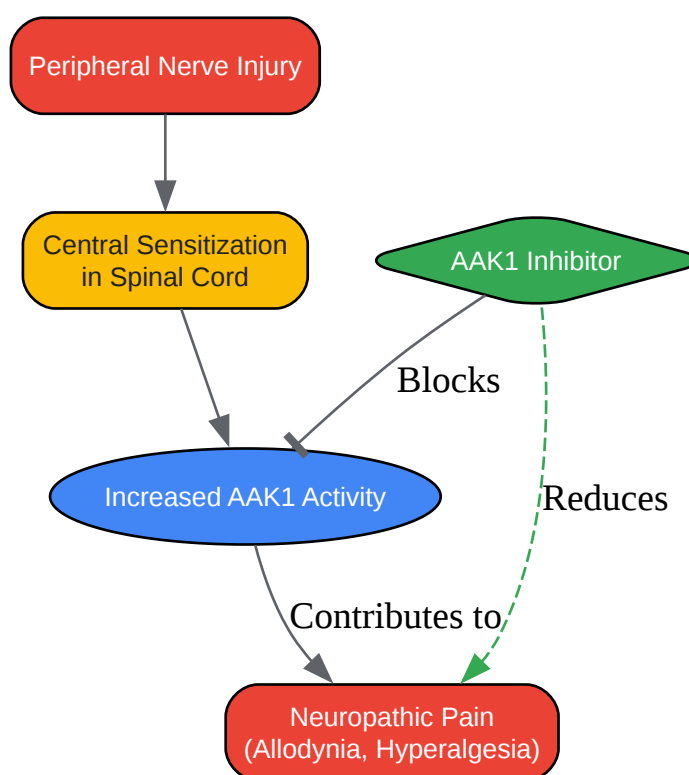 Peripheral Nerve Injury
Central Sensitization
in Spinal Cord
AAK1 Inhibitor
Blocks
Increased AAK1 Activity
Reduces
Contributes to
Neuropathic Pain
(Allodynia, Hyperalgesia)